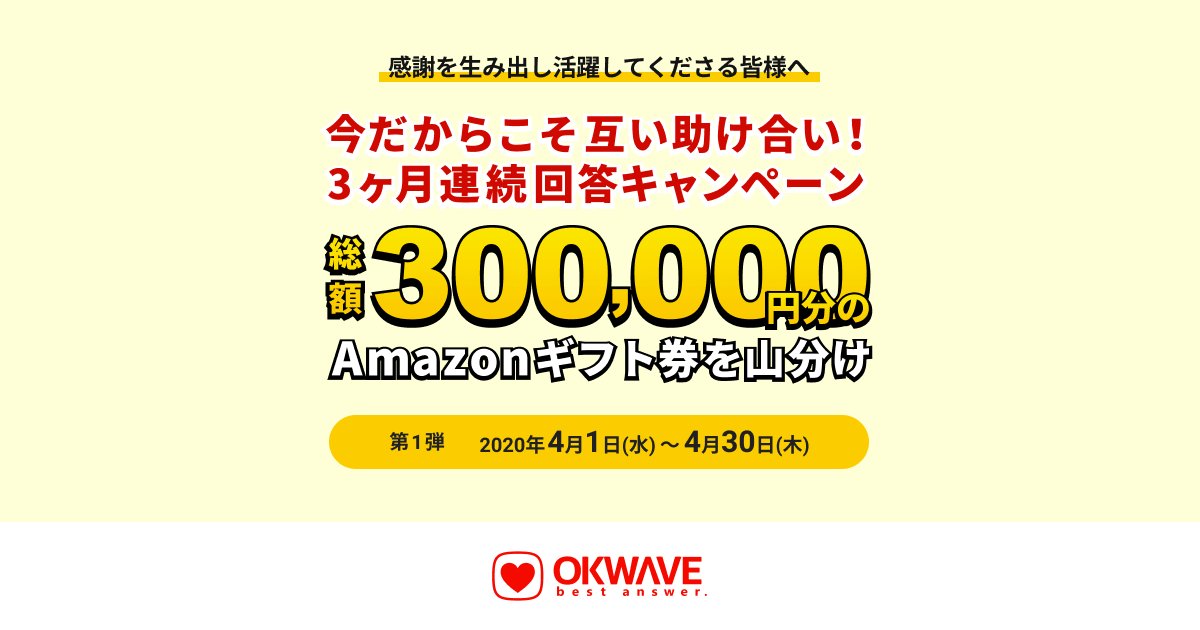 感謝を生み出し活躍してくださる皆様へ
今だからこそ互い助け合い!
3ヶ月連続回答キャンペーン
総額300,000円分の
Amazonギフト券を山分け
第1弾 2020年4月1日(水)〜4月30日(木)
OKWAVE
best answer.